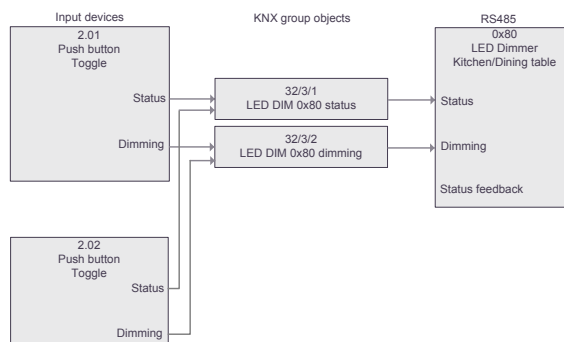 Input devices
KNX group objects
RS485
2.01
Push button
Toggle
Status
Dimming
32/3/1
LED DIM 0x80 status
32/3/2
LED DIM 0x80 dimming
0x80
LED Dimmer
Kitchen/Dining table
Status
Dimming
Status feedback
2.02
Push button
Toggle
Status
Dimming